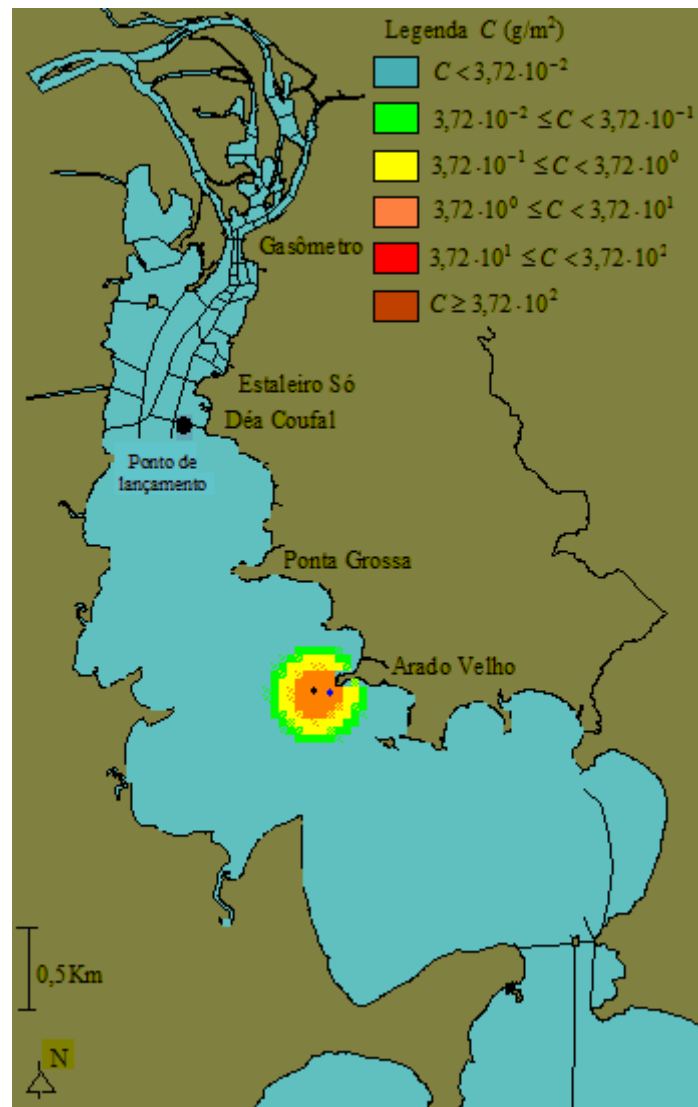 Legenda C (g/m²)
C < 3,72·10⁻²
3,72·10⁻² ≤ C < 3,72·10⁻¹
3,72·10⁻¹ ≤ C < 3,72·10⁰
3,72·10⁰ ≤ C < 3,72·10¹
3,72·10¹ ≤ C < 3,72·10²
C ≥ 3,72·10²
Gasômetro
Estaleiro Só
Déa Coufal
Ponto de
lançamento
Ponta Grossa
Arado Velho
0,5Km
N